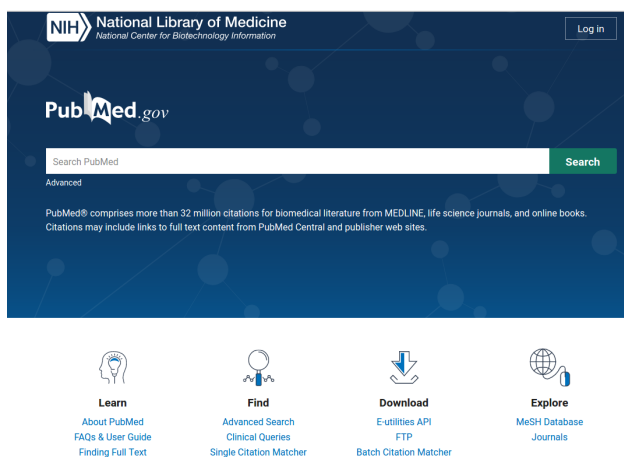 NIH
National Library of Medicine
National Center for Biotechnology Information
Log in
PubMed.gov
Search PubMed
Search
Advanced
PubMed® comprises more than 32 million citations for biomedical literature from MEDLINE, life science journals, and online books.
Citations may include links to full text content from PubMed Central and publisher web sites.
Learn
About PubMed
FAQs & User Guide
Finding Full Text
Find
Advanced Search
Clinical Queries
Single Citation Matcher
Download
E-utilities API
FTP
Batch Citation Matcher
Explore
MeSH Database
Journals